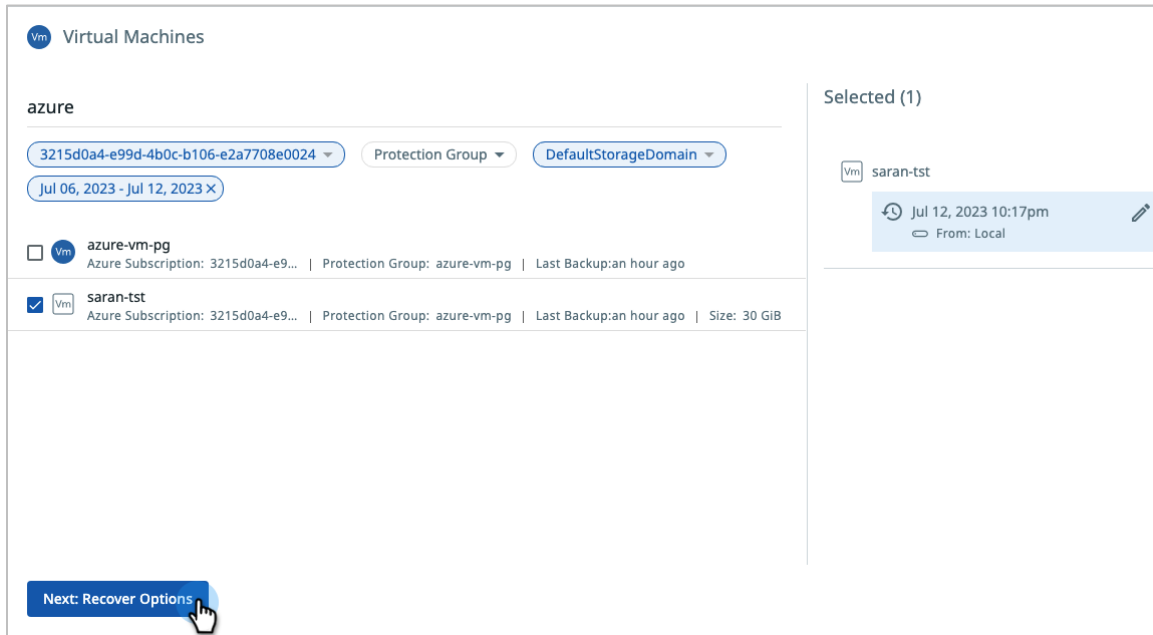 Vm Virtual Machines
azure
3215d0a4-e99d-4b0c-b106-e2a7708e0024 Protection Group DefaultStorageDomain
Jul 06, 2023 - Jul 12, 2023 ×
Vm azure-vm-pg
Azure Subscription: 3215d0a4-e9... | Protection Group: azure-vm-pg | Last Backup:an hour ago
Vm saran-tst
Azure Subscription: 3215d0a4-e9... | Protection Group: azure-vm-pg | Last Backup:an hour ago | Size: 30 GiB
Next: Recover Options
Selected (1)
Vm saran-tst
Jul 12, 2023 10:17pm
From: Local